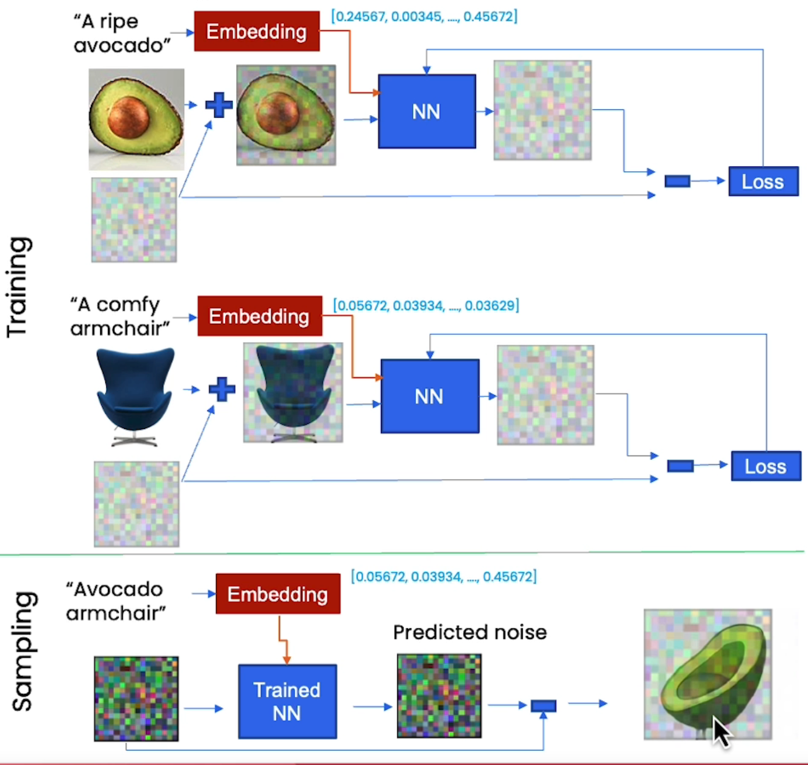 Training
“A ripe
avocado”
Embedding
[0.24567, 0.00345, ...., 0.45672]
NN
Loss
“A comfy
armchair”
Embedding
[0.05672, 0.03934, ...., 0.03629]
NN
Loss
Sampling
“Avocado
armchair”
Embedding
[0.05672, 0.03934, ...., 0.45672]
Trained
NN
Predicted noise